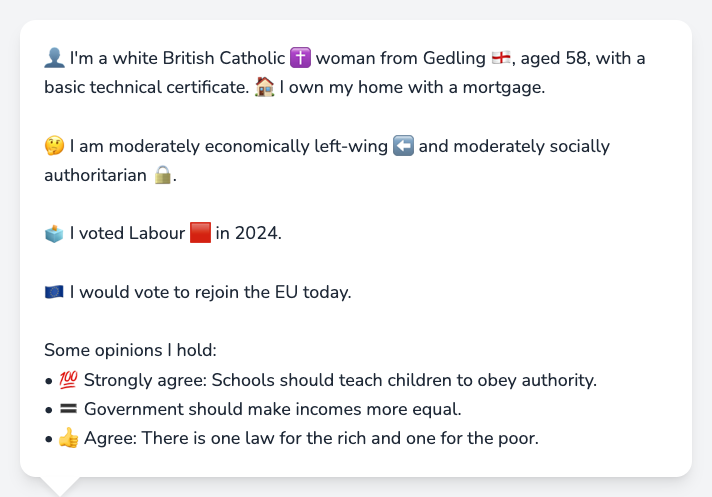 👤 I'm a white British Catholic ✝️ woman from Gedling 🏴󠁧󠁢󠁥󠁮󠁧󠁿, aged 58, with a
basic technical certificate. 🏠 I own my home with a mortgage.
🤔 I am moderately economically left-wing ⬅️ and moderately socially
authoritarian 🔒.
🗳️ I voted Labour 🟥 in 2024.
🇪🇺 I would vote to rejoin the EU today.
Some opinions I hold:
• 💯 Strongly agree: Schools should teach children to obey authority.
• 🟰 Government should make incomes more equal.
• 👍 Agree: There is one law for the rich and one for the poor.